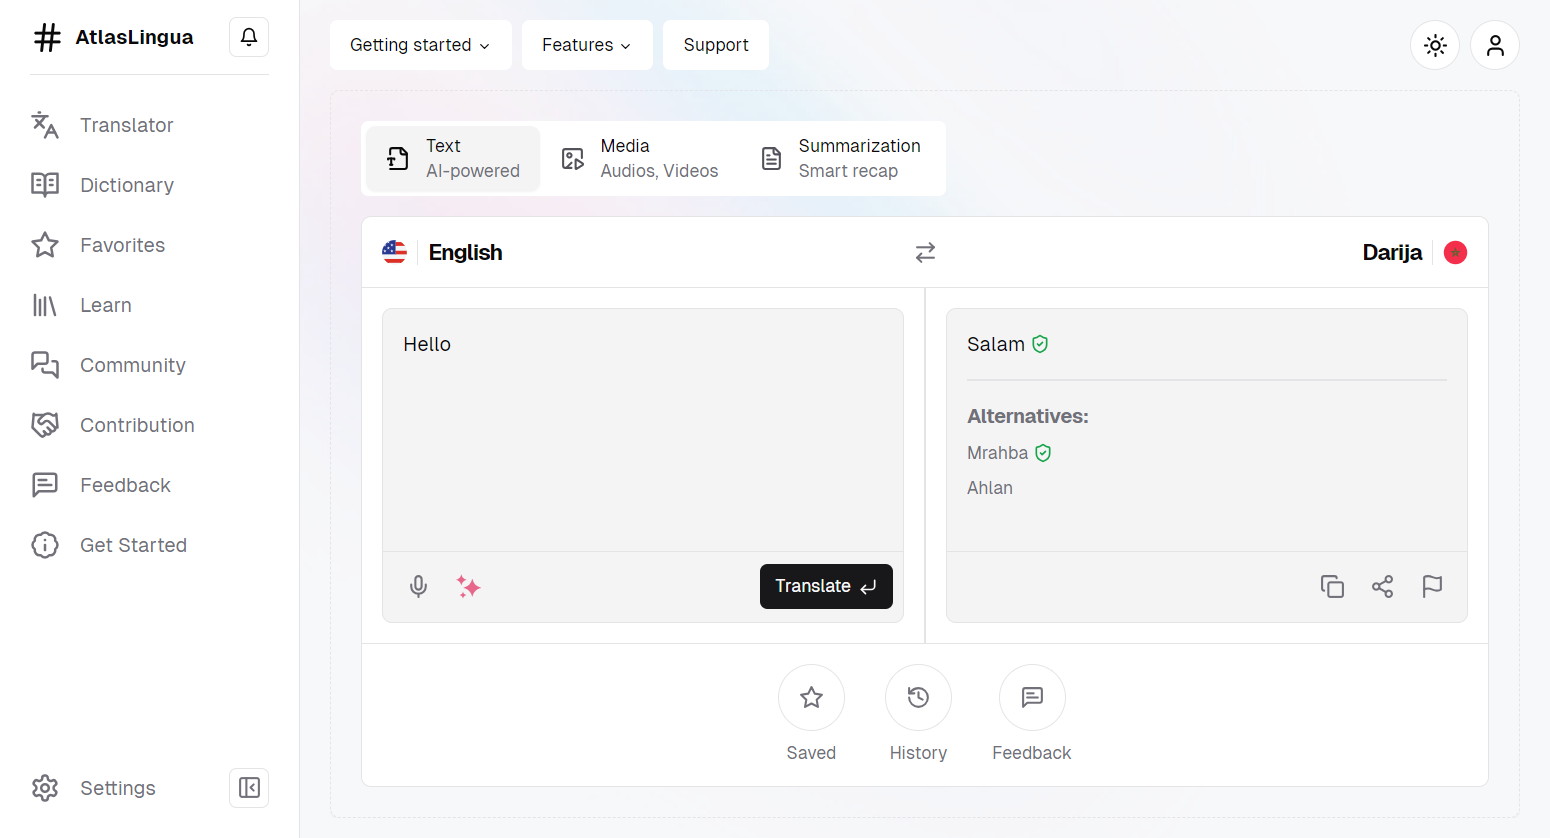 AtlasLingua
Translator
Dictionary
Favorites
Learn
Community
Contribution
Feedback
Get Started
Settings
Getting started
Features
Support
Text
AI-powered
Media
Audios, Videos
Summarization
Smart recap
English
Darija
Hello
Translate
Salam
Alternatives:
Mrahba
Ahlan
Saved
History
Feedback